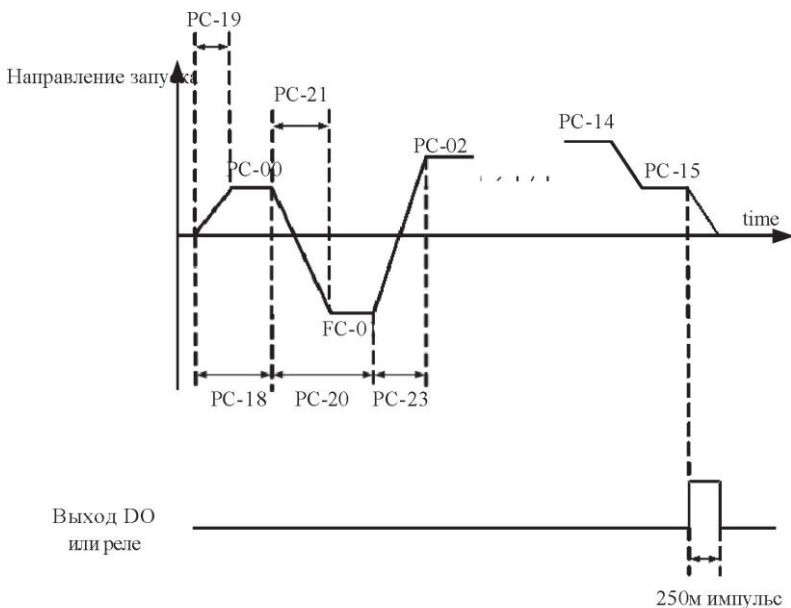 PC-19
Направление запуска
PC-21
PC-14
PC-02
PC-00
PC-15
time
FC-01
PC-18
PC-20
PC-23
Выход DO
или реле
250м импульс